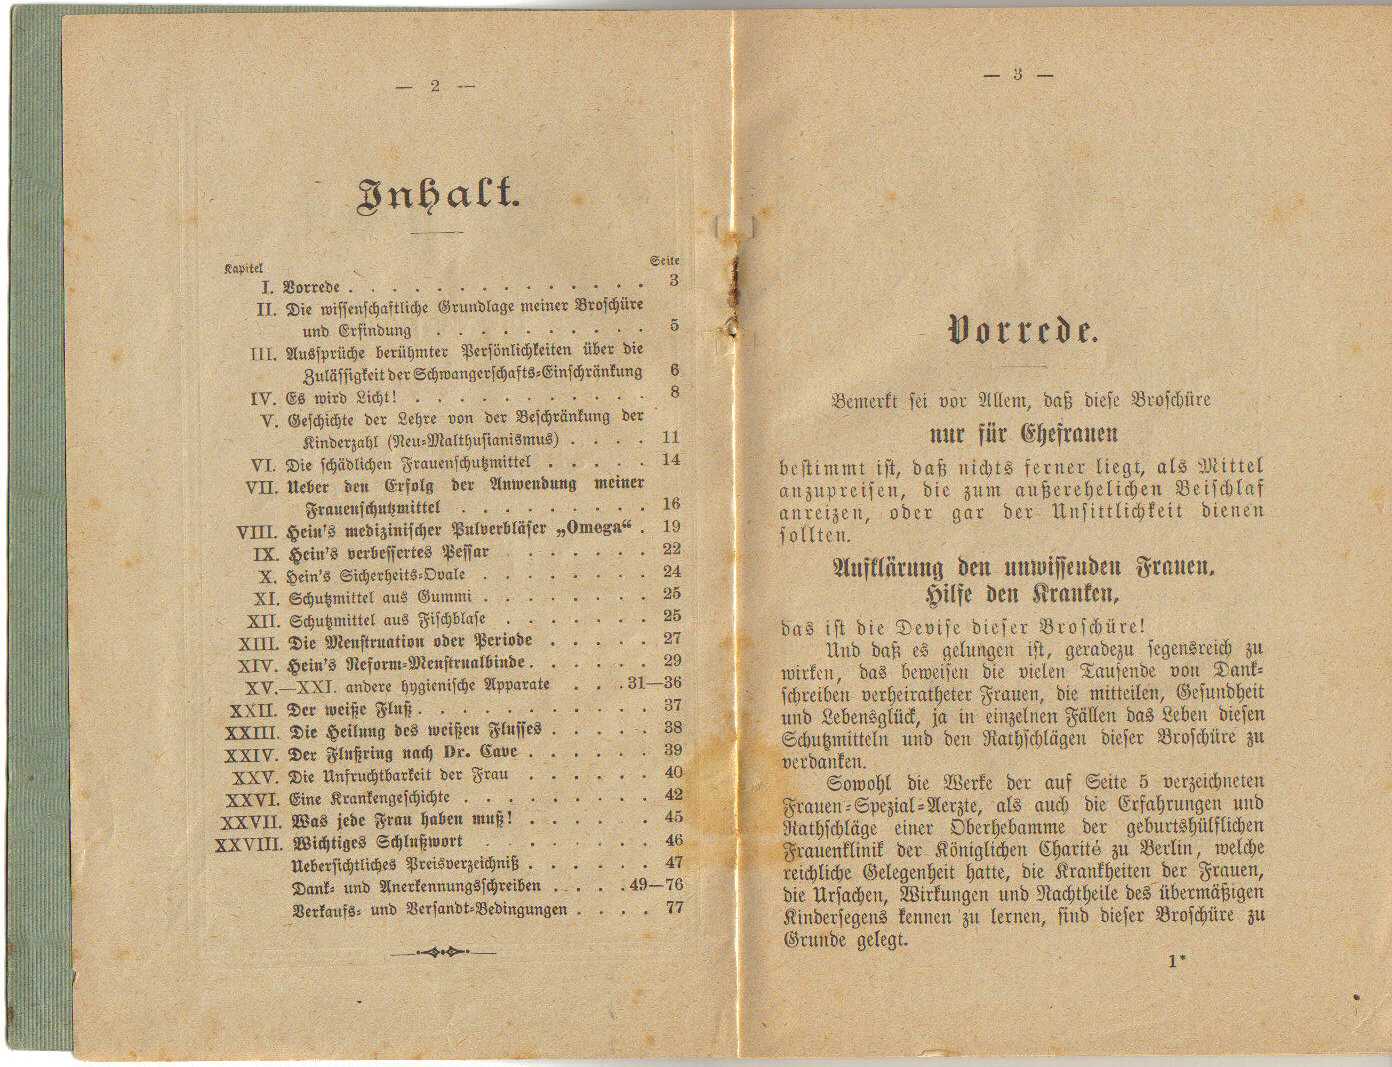 — 2 —
Inhalt.
Kapitel Seite
I. Vorrede . . . . . . . . . . . . . . 3
II. Die wissenschaftliche Grundlage meiner Broschüre
und Erfindung . . . . . . . . . . 5
III. Aussprüche berühmter Persönlichkeiten über die
Zulässigkeit der Schwangerschafts-Einschränkung 6
IV. Es wird Licht! . . . . . . . . . . . 8
V. Geschichte der Lehre von der Beschränkung der
Kinderzahl (Neu-Malthusianismus) . . . . 11
VI. Die schädlichen Frauenschutzmittel . . . . . 14
VII. Ueber den Erfolg der Anwendung meiner
Frauenschutzmittel . . . . . . . . . 16
VIII. Hein's medizinischer Pulverbläser „Omega“ . 19
IX. Hein's verbessertes Pessar . . . . . . 22
X. Hein's Sicherheits-Ovale . . . . . . . . 24
XI. Schutzmittel aus Gummi . . . . . . . . 25
XII. Schutzmittel aus Fischblase . . . . . . 25
XIII. Die Menstruation oder Periode . . . . . 27
XIV. Hein's Reform-Menstrualbinde . . . . . . 29
XV.—XXI. andere hygienische Apparate . . . 31—36
XXII. Der weiße Fluß . . . . . . . . . . . 37
XXIII. Die Heilung des weißen Flusses . . . . . 38
XXIV. Der Flußring nach Dr. Cave . . . . . . 39
XXV. Die Unfruchtbarkeit der Frau . . . . . . 40
XXVI. Eine Krankengeschichte . . . . . . . . . 42
XXVII. Was jede Frau haben muß! . . . . . . 45
XXVIII. Wichtiges Schlußwort . . . . . . . . 46
Uebersichtliches Preisverzeichniß . . . . . . 47
Dank- und Anerkennungsschreiben . . . . 49—76
Verkaufs- und Versandt-Bedingungen . . . . 77
— 3 —
Vorrede.
Bemerkt sei vor Allem, daß diese Broschüre
nur für Ehefrauen
bestimmt ist, daß nichts ferner liegt, als Mittel
anzupreisen, die zum außerehelichen Beischlaf
anreizen, oder gar der Unsittlichkeit dienen
sollten.
Aufklärung den unwissenden Frauen,
Hilfe den Kranken,
das ist die Devise dieser Broschüre!
Und daß es gelungen ist, geradezu segensreich zu
wirken, das beweisen die vielen Tausende von Dank-
schreiben verheiratheter Frauen, die mitteilen, Gesundheit
und Lebensglück, ja in einzelnen Fällen das Leben diesen
Schutzmitteln und den Rathschlägen dieser Broschüre zu
verdanken.
Sowohl die Werke der auf Seite 5 verzeichneten
Frauen-Spezial-Aerzte, als auch die Erfahrungen und
Rathschläge einer Oberhebamme der geburtshülflichen
Frauenklinik der Königlichen Charité zu Berlin, welche
reichliche Gelegenheit hatte, die Krankheiten der Frauen,
die Ursachen, Wirkungen und Nachtheile des übermäßigen
Kindersegens kennen zu lernen, sind dieser Broschüre zu
Grunde gelegt.
1*